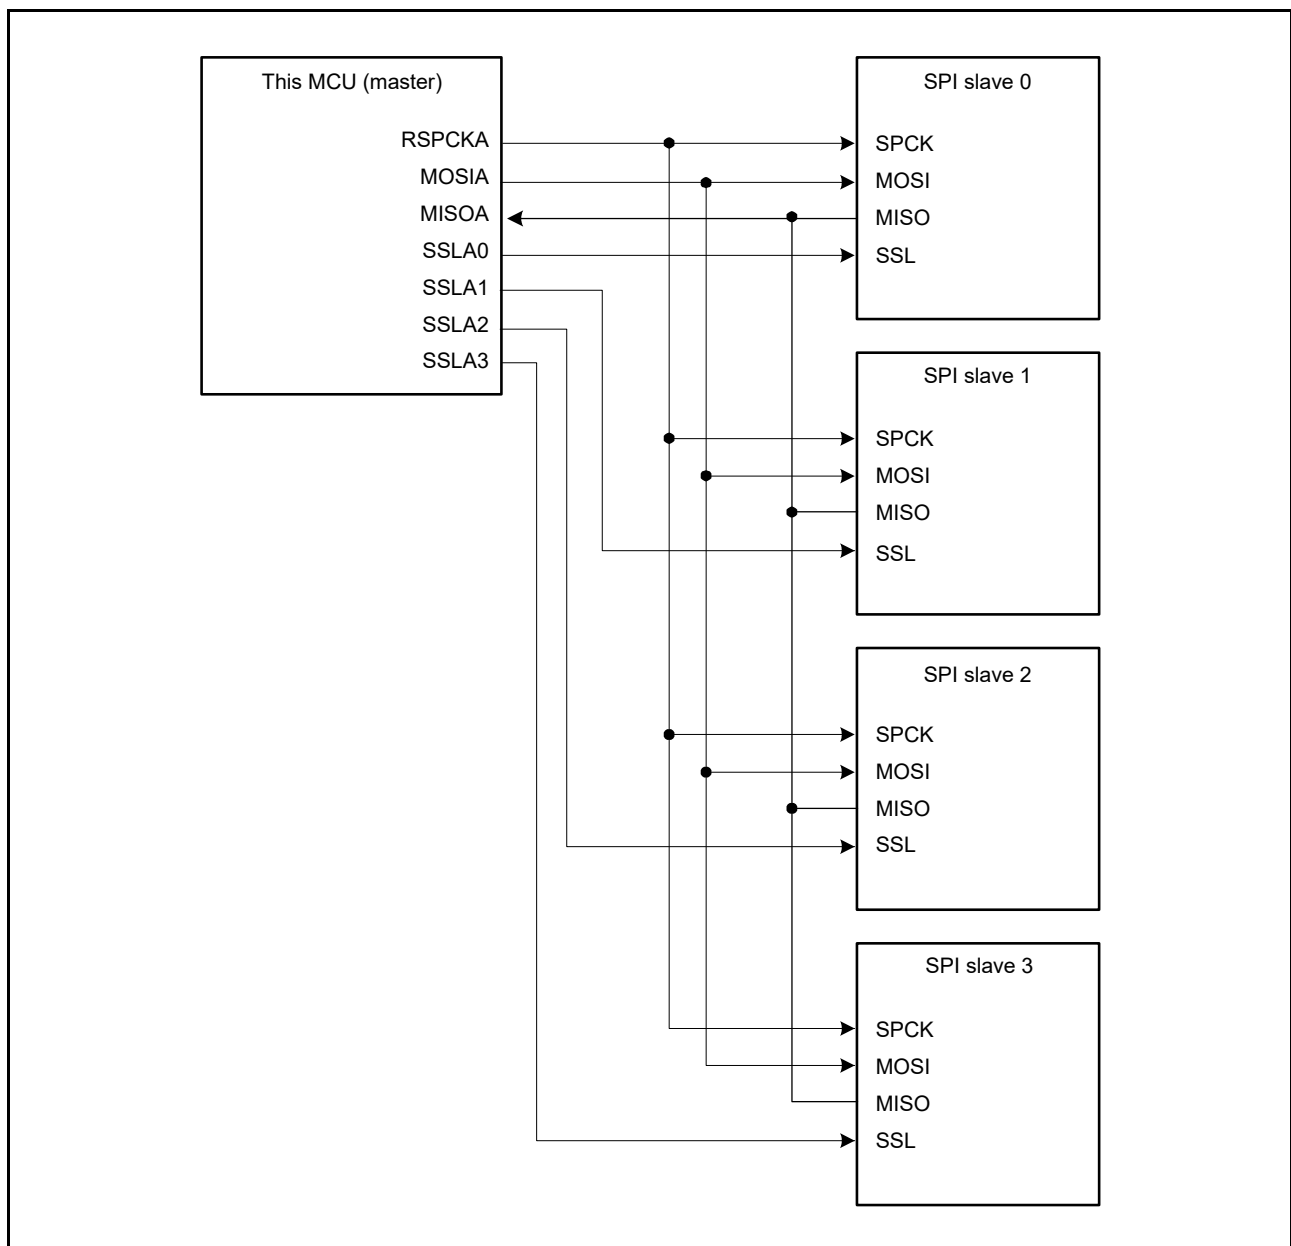 This MCU (master)
RSPCKA
MOSIA
MISOA
SSLA0
SSLA1
SSLA2
SSLA3
SPI slave 0
SPCK
MOSI
MISO
SSL
SPI slave 1
SPCK
MOSI
MISO
SSL
SPI slave 2
SPCK
MOSI
MISO
SSL
SPI slave 3
SPCK
MOSI
MISO
SSL